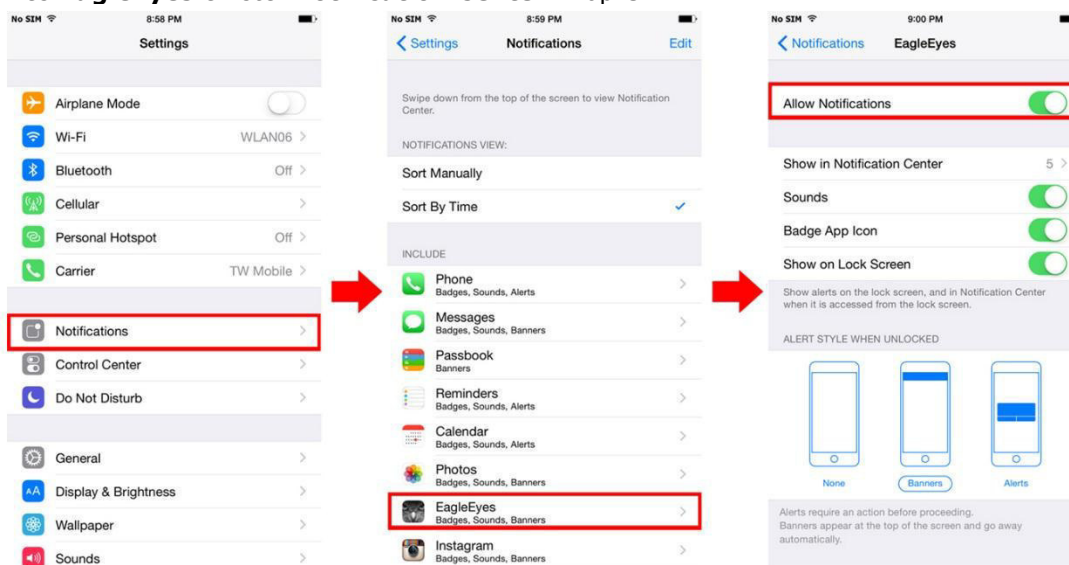 No SIM 8:58 PM
Settings
Airplane Mode
Wi-Fi WLAN06
Bluetooth Off
Cellular
Personal Hotspot Off
Carrier TW Mobile
Notifications
Control Center
Do Not Disturb
General
AA Display & Brightness
Wallpaper
Sounds
No SIM 8:59 PM
Settings Notifications Edit
Swipe down from the top of the screen to view Notification
Center.
NOTIFICATIONS VIEW:
Sort Manually
Sort By Time
INCLUDE
Phone
Badges, Sounds, Alerts
Messages
Badges, Sounds, Banners
Passbook
Banners
Reminders
Badges, Sounds, Alerts
Calendar
Badges, Sounds, Alerts
Photos
Badges, Sounds, Banners
EagleEyes
Badges, Sounds, Banners
Instagram
Badges, Sounds, Banners
No SIM 9:00 PM
Notifications EagleEyes
Allow Notifications
Show in Notification Center 5
Sounds
Badge App Icon
Show on Lock Screen
Show alerts on the lock screen, and in Notification Center
when it is accessed from the lock screen.
ALERT STYLE WHEN UNLOCKED
None Banners Alerts
Alerts require an action before proceeding.
Banners appear at the top of the screen and go away
automatically.